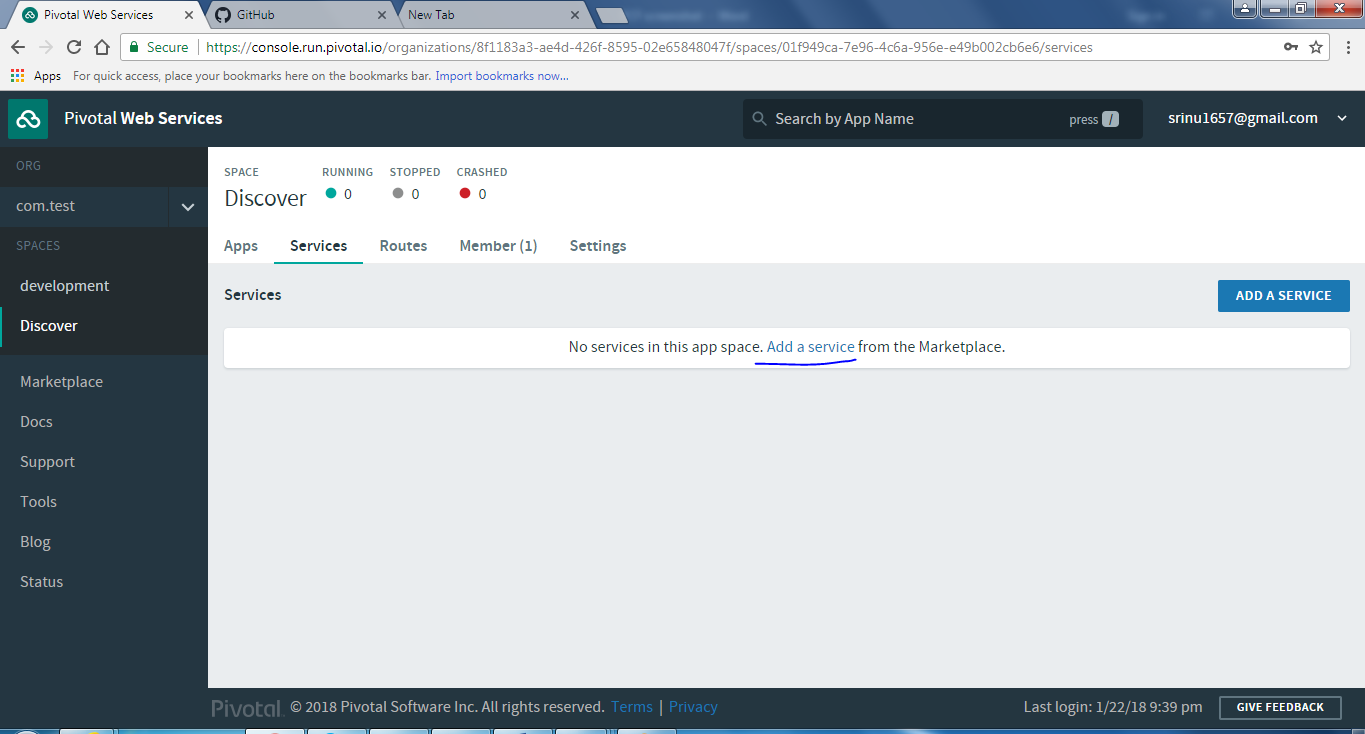 Pivotal Web Services
GitHub
New Tab
Secure https://console.run.pivotal.io/organizations/8f1183a3-ae4d-426f-8595-02e65848047f/spaces/01f949ca-7e96-4c6a-956e-e49b002cb6e6/services
Apps For quick access, place your bookmarks here on the bookmarks bar. Import bookmarks now...
Pivotal Web Services
Search by App Name press /
srinu1657@gmail.com
ORG
com.test
SPACES
development
Discover
Marketplace
Docs
Support
Tools
Blog
Status
SPACE
Discover
RUNNING
0
STOPPED
0
CRASHED
0
Apps Services Routes Member (1) Settings
Services
ADD A SERVICE
No services in this app space. Add a service from the Marketplace.
Pivotal. © 2018 Pivotal Software Inc. All rights reserved. Terms | Privacy
Last login: 1/22/18 9:39 pm
GIVE FEEDBACK